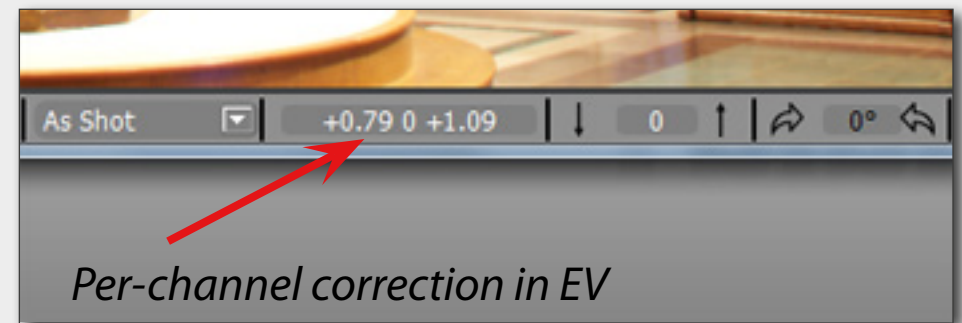 As Shot +0.79 0 +1.09 0 0°
Per-channel correction in EV